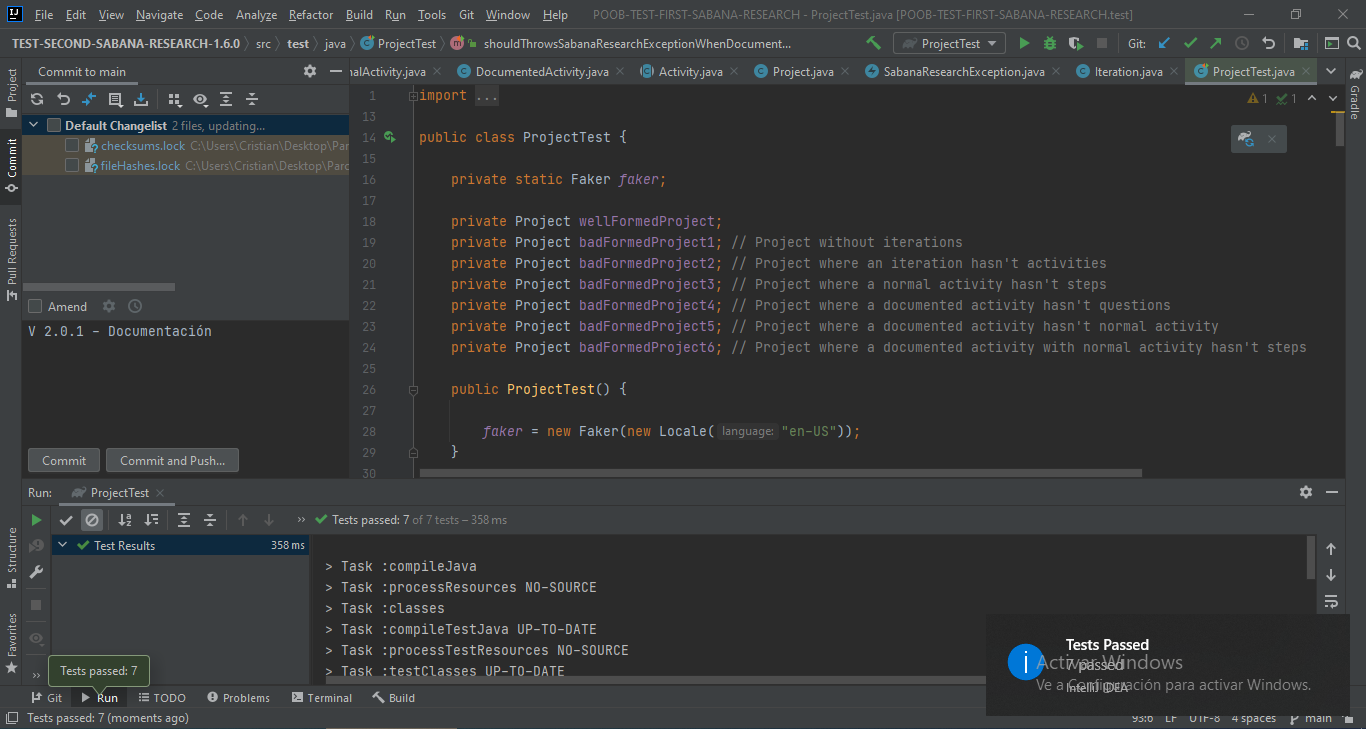 File Edit View Navigate Code Analyze Refactor Build Run Tools Git Window Help POOB-TEST-FIRST-SABANA-RESEARCH - ProjectTest.java [POOB-TEST-FIRST-SABANA-RESEARCH.test]
TEST-SECOND-SABANA-RESEARCH-1.6.0 src test java ProjectTest shouldThrowsSabanaResearchExceptionWhenDocument... ProjectTest Git:
Project
Commit
Pull Requests
Structure
Favorites
Commit to main
nalActivity.java DocumentedActivity.java Activity.java Project.java SabanaResearchException.java Iteration.java ProjectTest.java
Gradle
Default Changelist 2 files, updating...
checksums.lock C:\Users\Cristian\Desktop\Parc
fileHashes.lock C:\Users\Cristian\Desktop\Parc
Amend
V 2.0.1 - Documentación
Commit Commit and Push...
1 import ...
1 1
13
14 public class ProjectTest {
15
16 private static Faker faker;
17
18 private Project wellFormedProject;
19 private Project badFormedProject1; // Project without iterations
20 private Project badFormedProject2; // Project where an iteration hasn't activities
21 private Project badFormedProject3; // Project where a normal activity hasn't steps
22 private Project badFormedProject4; // Project where a documented activity hasn't questions
23 private Project badFormedProject5; // Project where a documented activity hasn't normal activity
24 private Project badFormedProject6; // Project where a documented activity with normal activity hasn't steps
25
26 public ProjectTest() {
27
28 faker = new Faker(new Locale( language: "en-US"));
29 }
30
Run: ProjectTest
Tests passed: 7 of 7 tests – 358 ms
Test Results 358 ms
> Task :compileJava
> Task :processResources NO-SOURCE
> Task :classes
> Task :compileTestJava UP-TO-DATE
> Task :processTestResources NO-SOURCE
> Task :testClasses UP-TO-DATE
Tests passed: 7
Tests Passed
7 passed
IntelliJ IDEA
Activar Windows
Ve a Configuración para activar Windows.
Git Run TODO Problems Terminal Build
Tests passed: 7 (moments ago) 93:6 LF UTF-8 4 spaces main